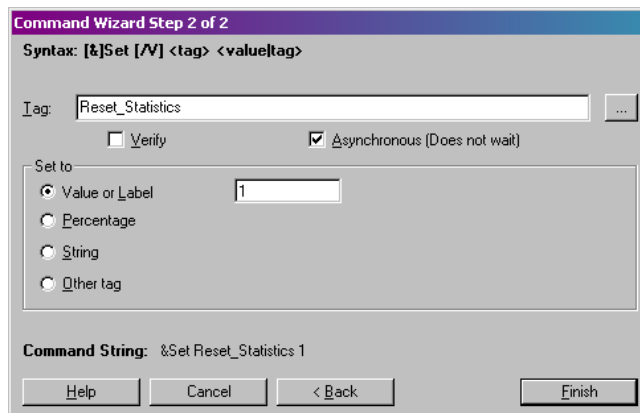 Command Wizard Step 2 of 2
Syntax: [&]Set [/V] <tag> <value|tag>
Tag: Reset_Statistics ...
Verify Asynchronous (Does not wait)
Set to
Value or Label 1
Percentage
String
Other tag
Command String: &Set Reset_Statistics 1
Help Cancel < Back Finish